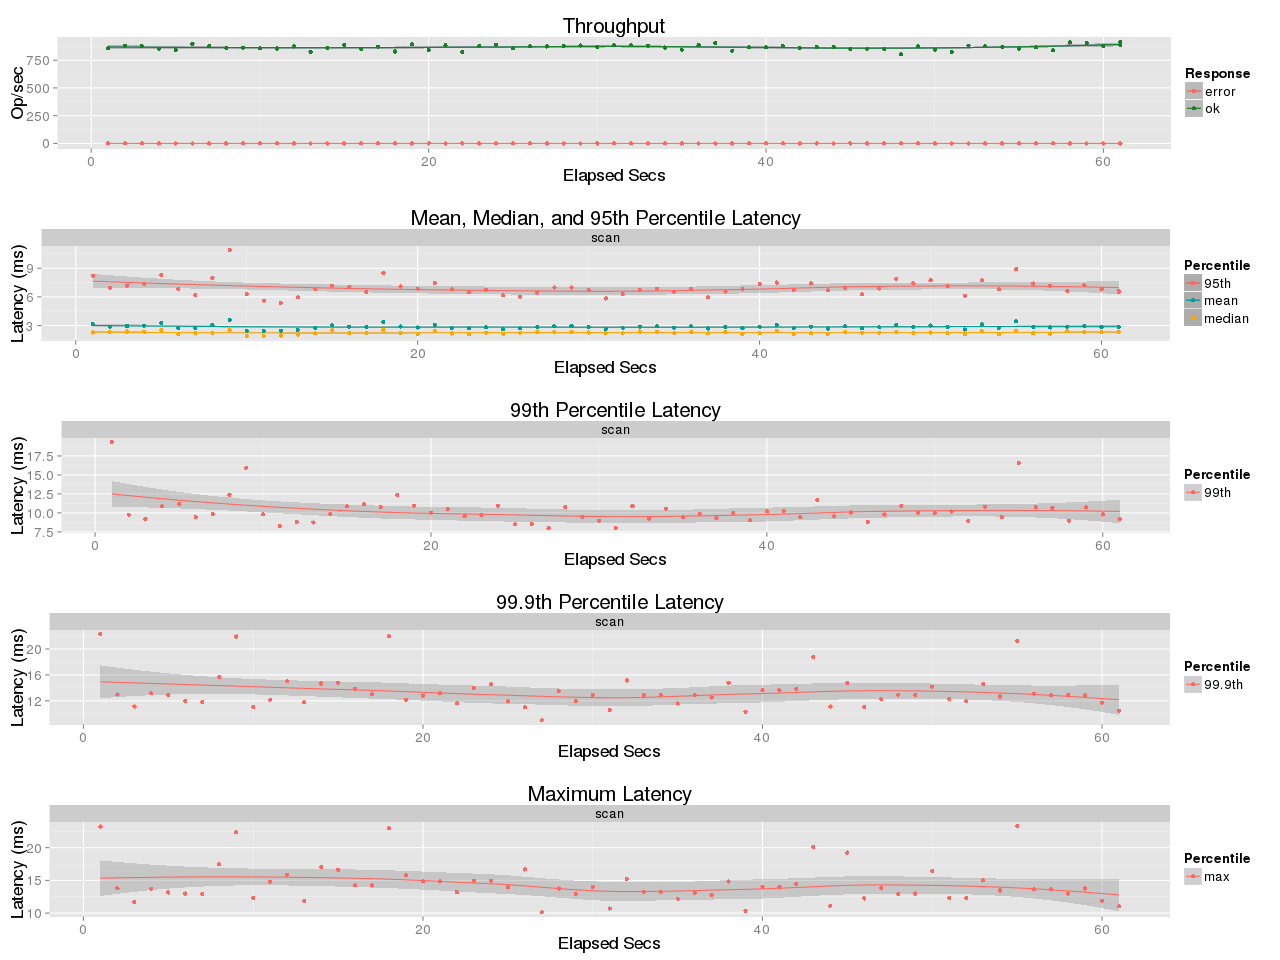 Throughput
Op/sec
750
500
250
0
0 20 40 60
Elapsed Secs
Response
error
ok
Mean, Median, and 95th Percentile Latency
scan
Latency (ms)
9
6
3
0 20 40 60
Elapsed Secs
Percentile
95th
mean
median
99th Percentile Latency
scan
Latency (ms)
17.5
15.0
12.5
10.0
7.5
0 20 40 60
Elapsed Secs
Percentile
99th
99.9th Percentile Latency
scan
Latency (ms)
20
16
12
0 20 40 60
Elapsed Secs
Percentile
99.9th
Maximum Latency
scan
Latency (ms)
20
15
10
0 20 40 60
Elapsed Secs
Percentile
max